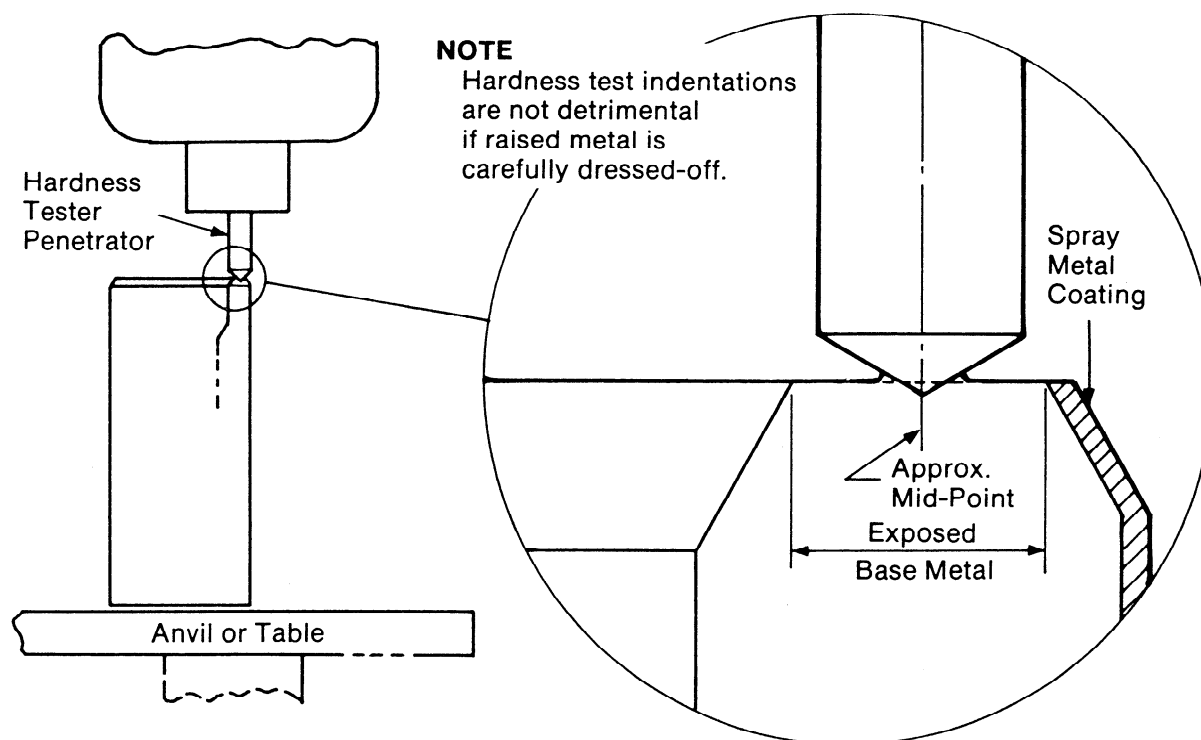 NOTE
Hardness test indentations
are not detrimental
if raised metal is
carefully dressed-off.
Hardness
Tester
Penetrator
Spray
Metal
Coating
Approx.
Mid-Point
Exposed
Base Metal
Anvil or Table